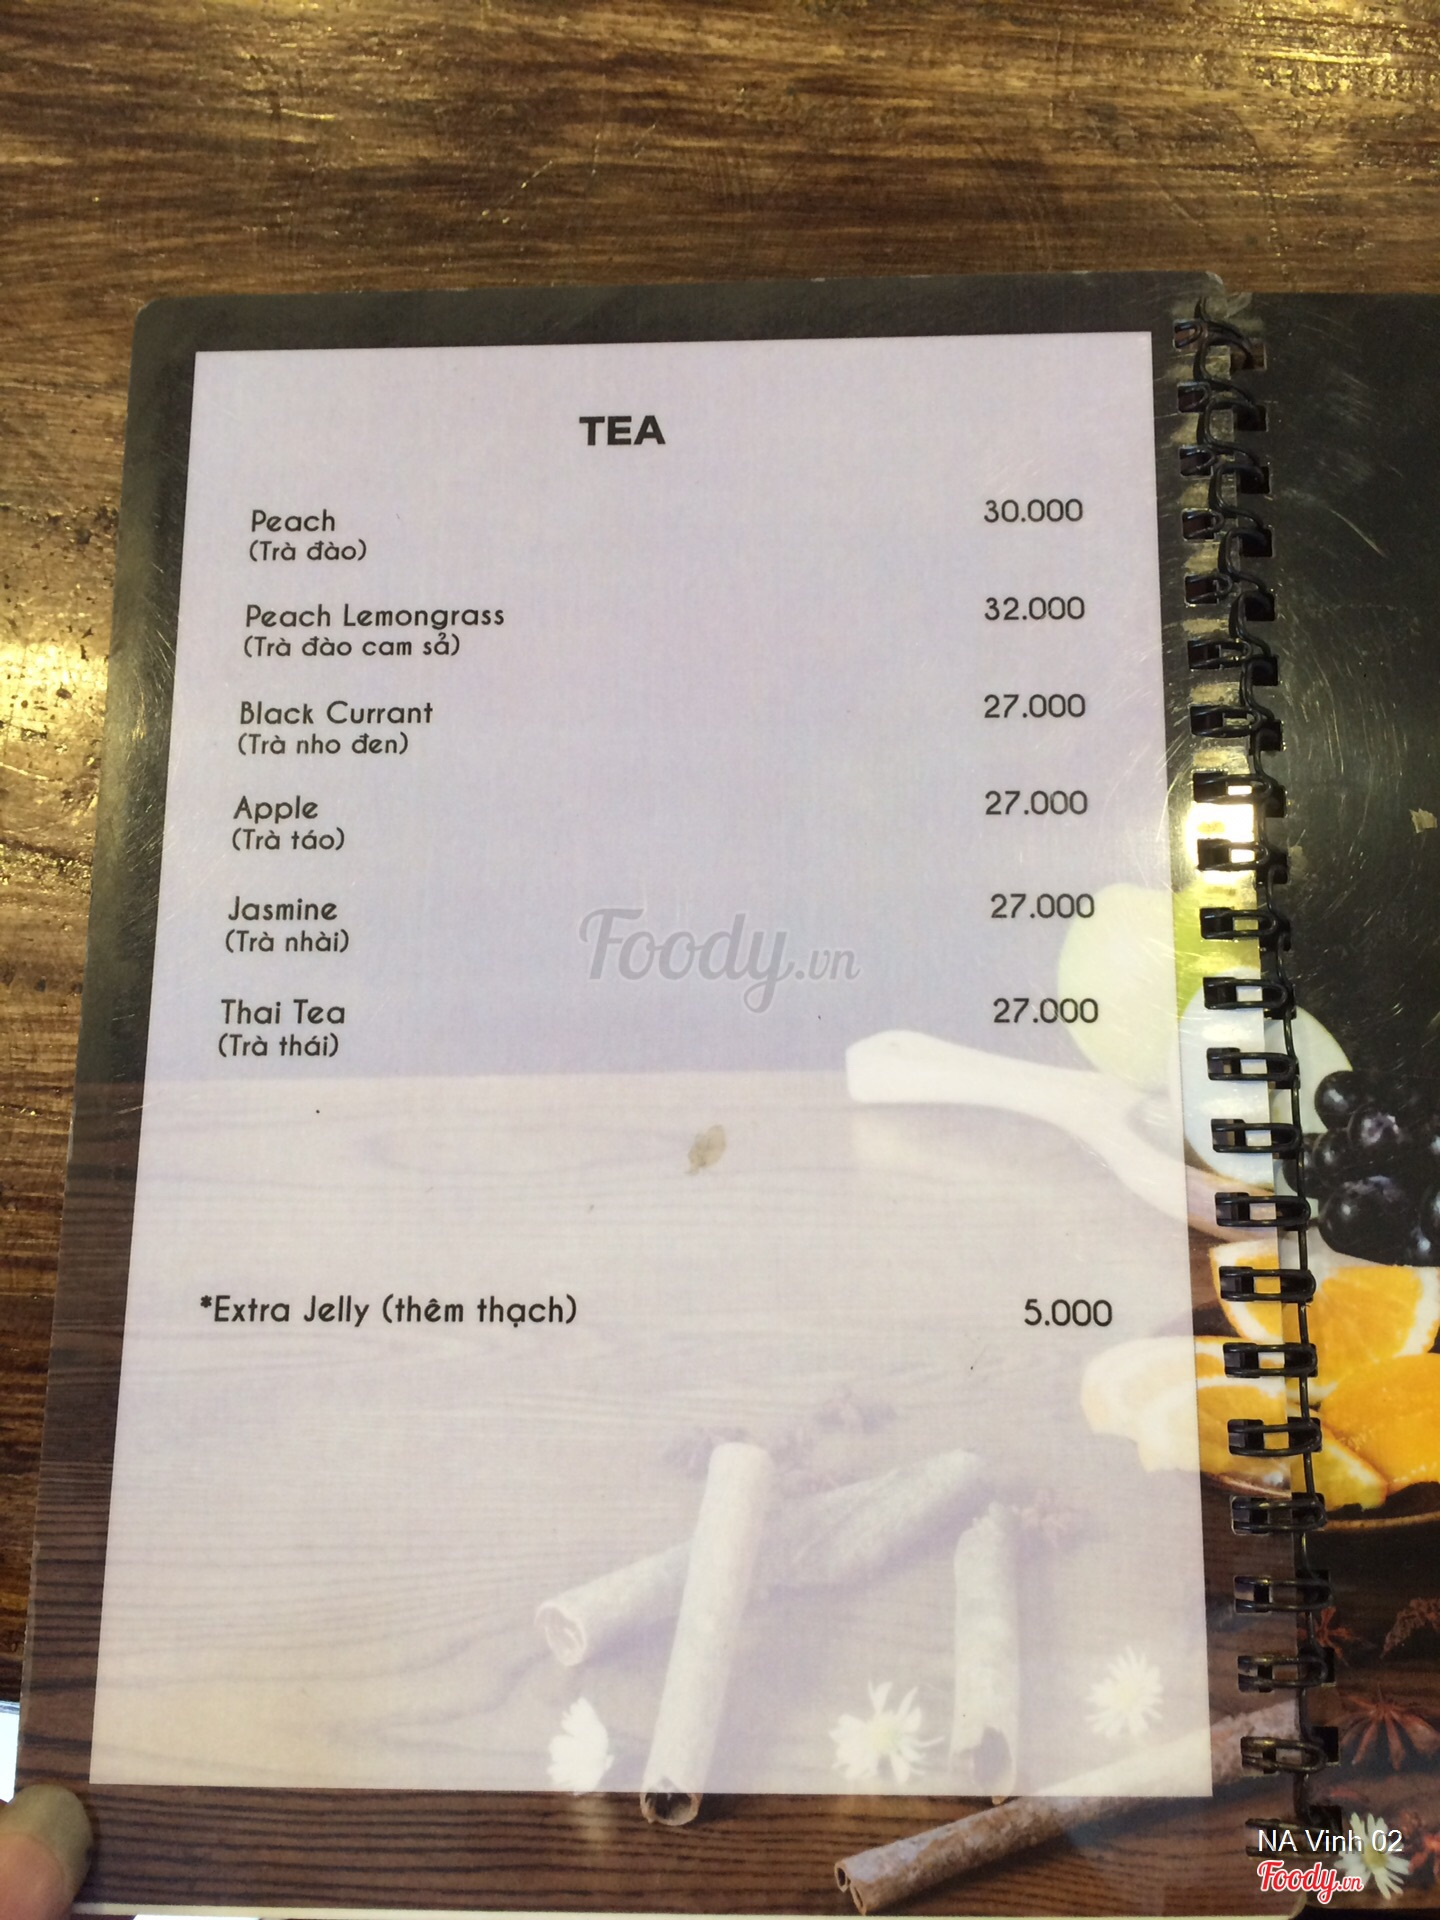 TEA
Peach 30.000
(Trà đào)
Peach Lemongrass 32.000
(Trà đào cam sả)
Black Currant 27.000
(Trà nho đen)
Apple 27.000
(Trà táo)
Jasmine 27.000
(Trà nhài)
Foody.vn
Thai Tea 27.000
(Trà thái)
*Extra Jelly (thêm thạch) 5.000
NA Vinh 02
Foody.vn